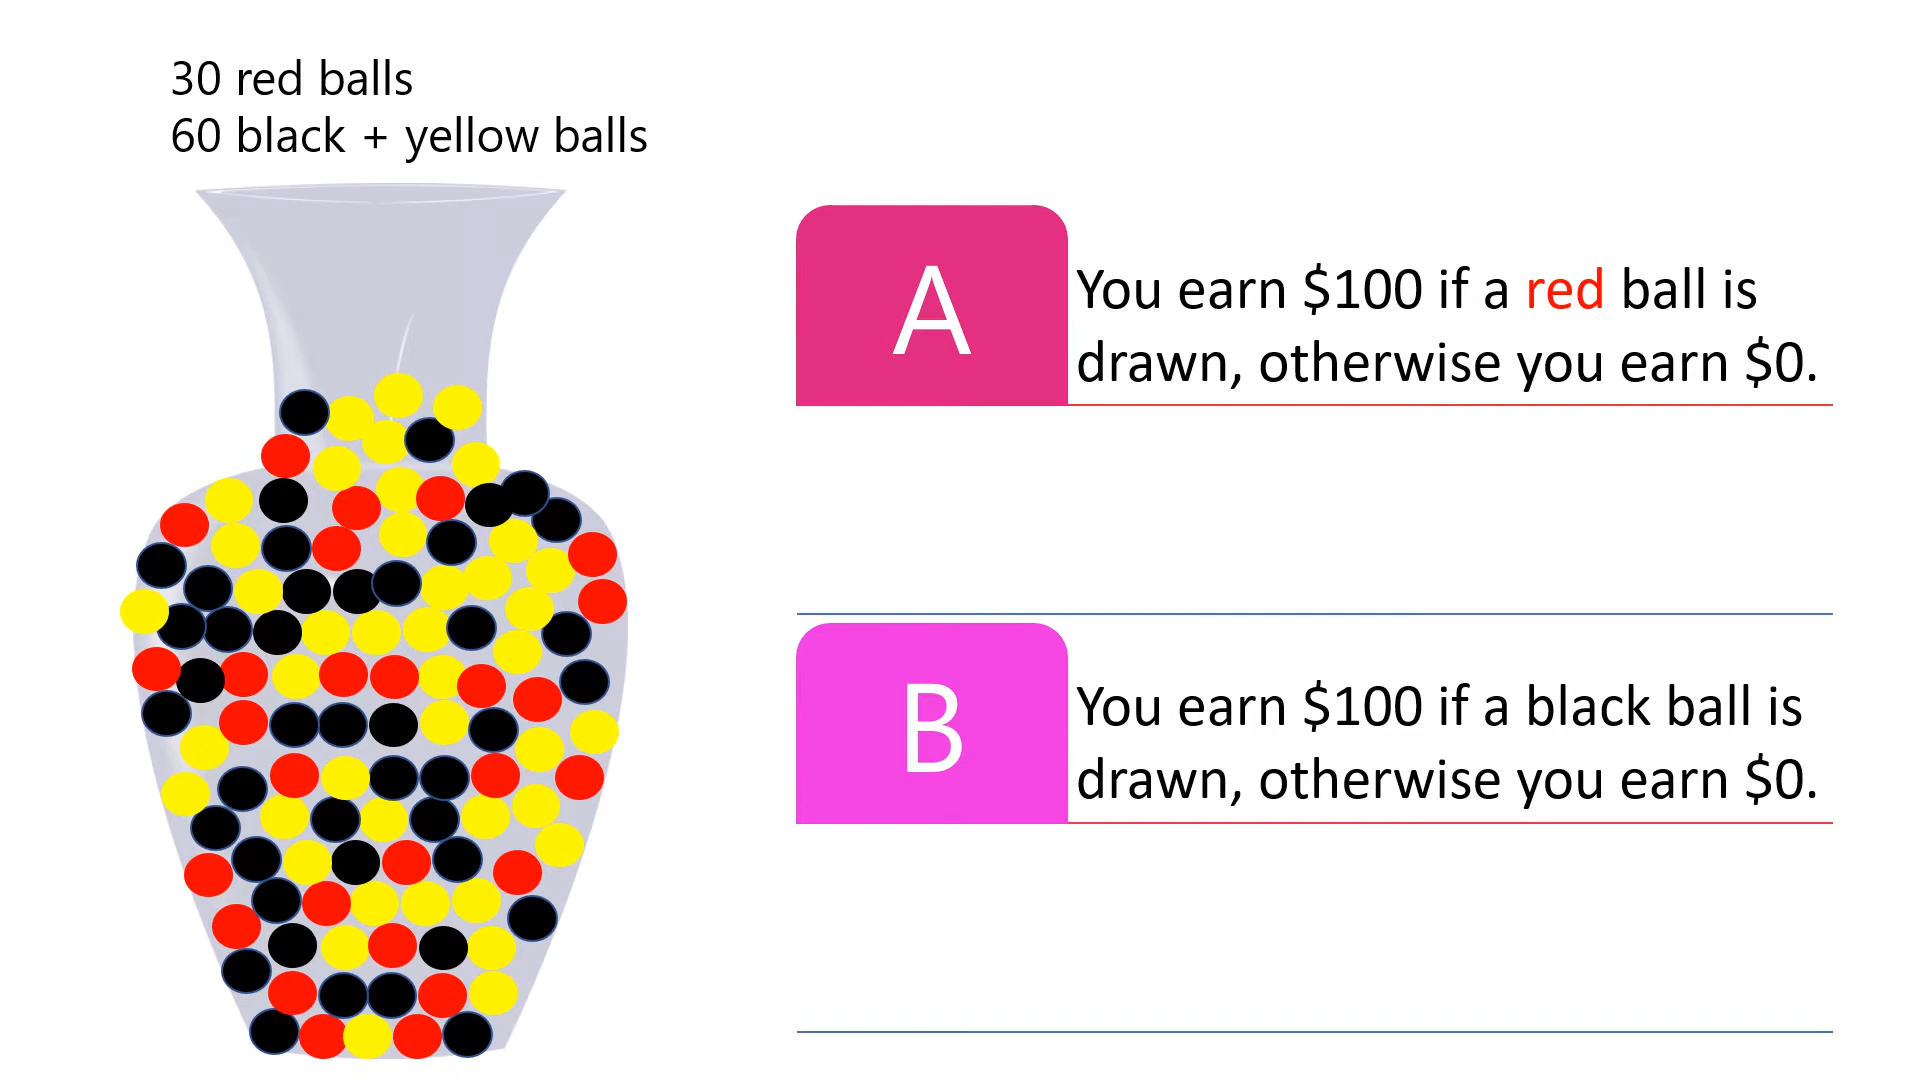 30 red balls
60 black + yellow balls
A
You earn $100 if a red ball is
drawn, otherwise you earn $0.
B
You earn $100 if a black ball is
drawn, otherwise you earn $0.